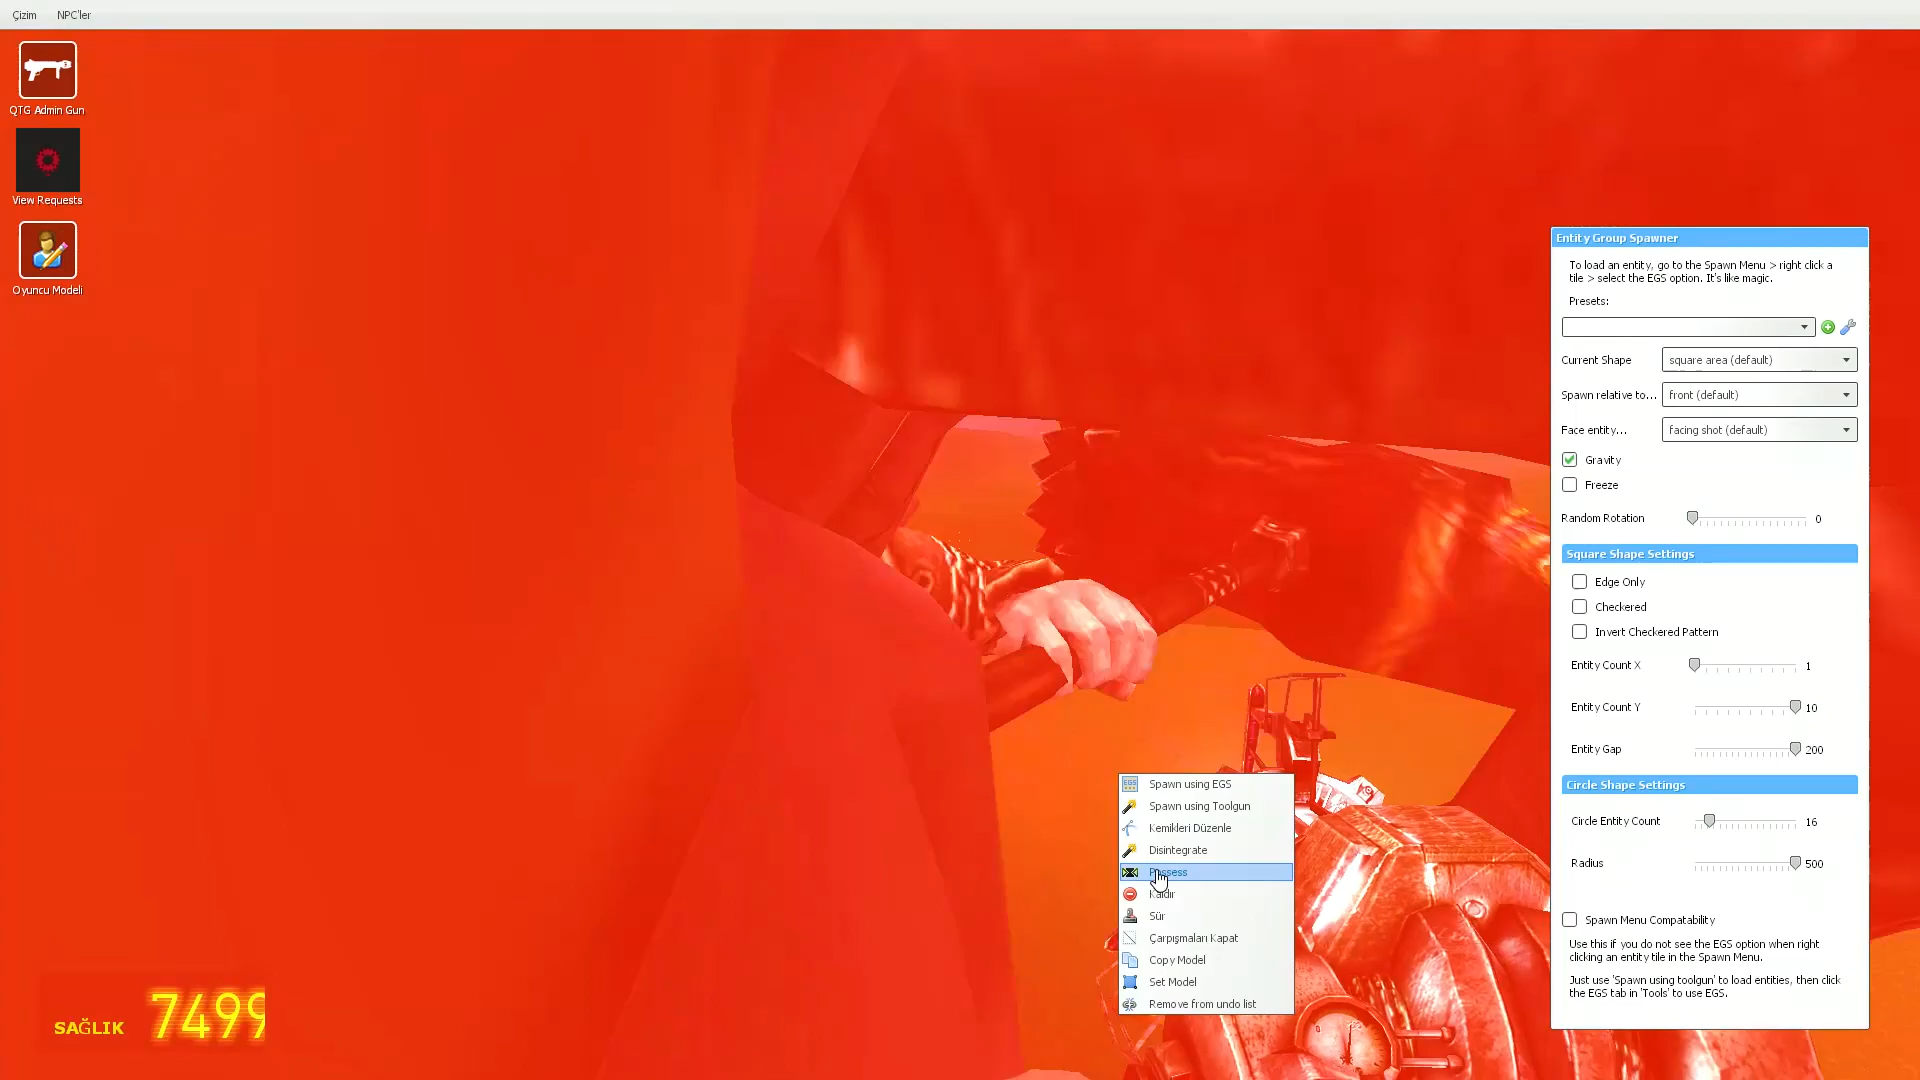 Çizim
NPC'ler
QTG Admin Gun
View Requests
Oyuncu Modeli
Entity Group Spawner
To load an entity, go to the Spawn Menu > right click a
tile > select the EGS option. It's like magic.
Presets:
Current Shape
square area (default)
Spawn relative to...
front (default)
Face entity...
facing shot (default)
Gravity
Freeze
Random Rotation
0
Square Shape Settings
Edge Only
Checkered
Invert Checkered Pattern
Entity Count X
1
Entity Count Y
10
Entity Gap
200
Circle Shape Settings
Circle Entity Count
16
Radius
500
Spawn Menu Compatability
Use this if you do not see the EGS option when right
clicking an entity tile in the Spawn Menu.
Just use 'Spawn using toolgun' to load entities, then click
the EGS tab in 'Tools' to use EGS.
EGS
Spawn using EGS
Spawn using Toolgun
Kemikleri Düzenle
Disintegrate
Possess
Kaldır
Sür
Çarpışmaları Kapat
Copy Model
Set Model
Remove from undo list
SAĞLIK
7499